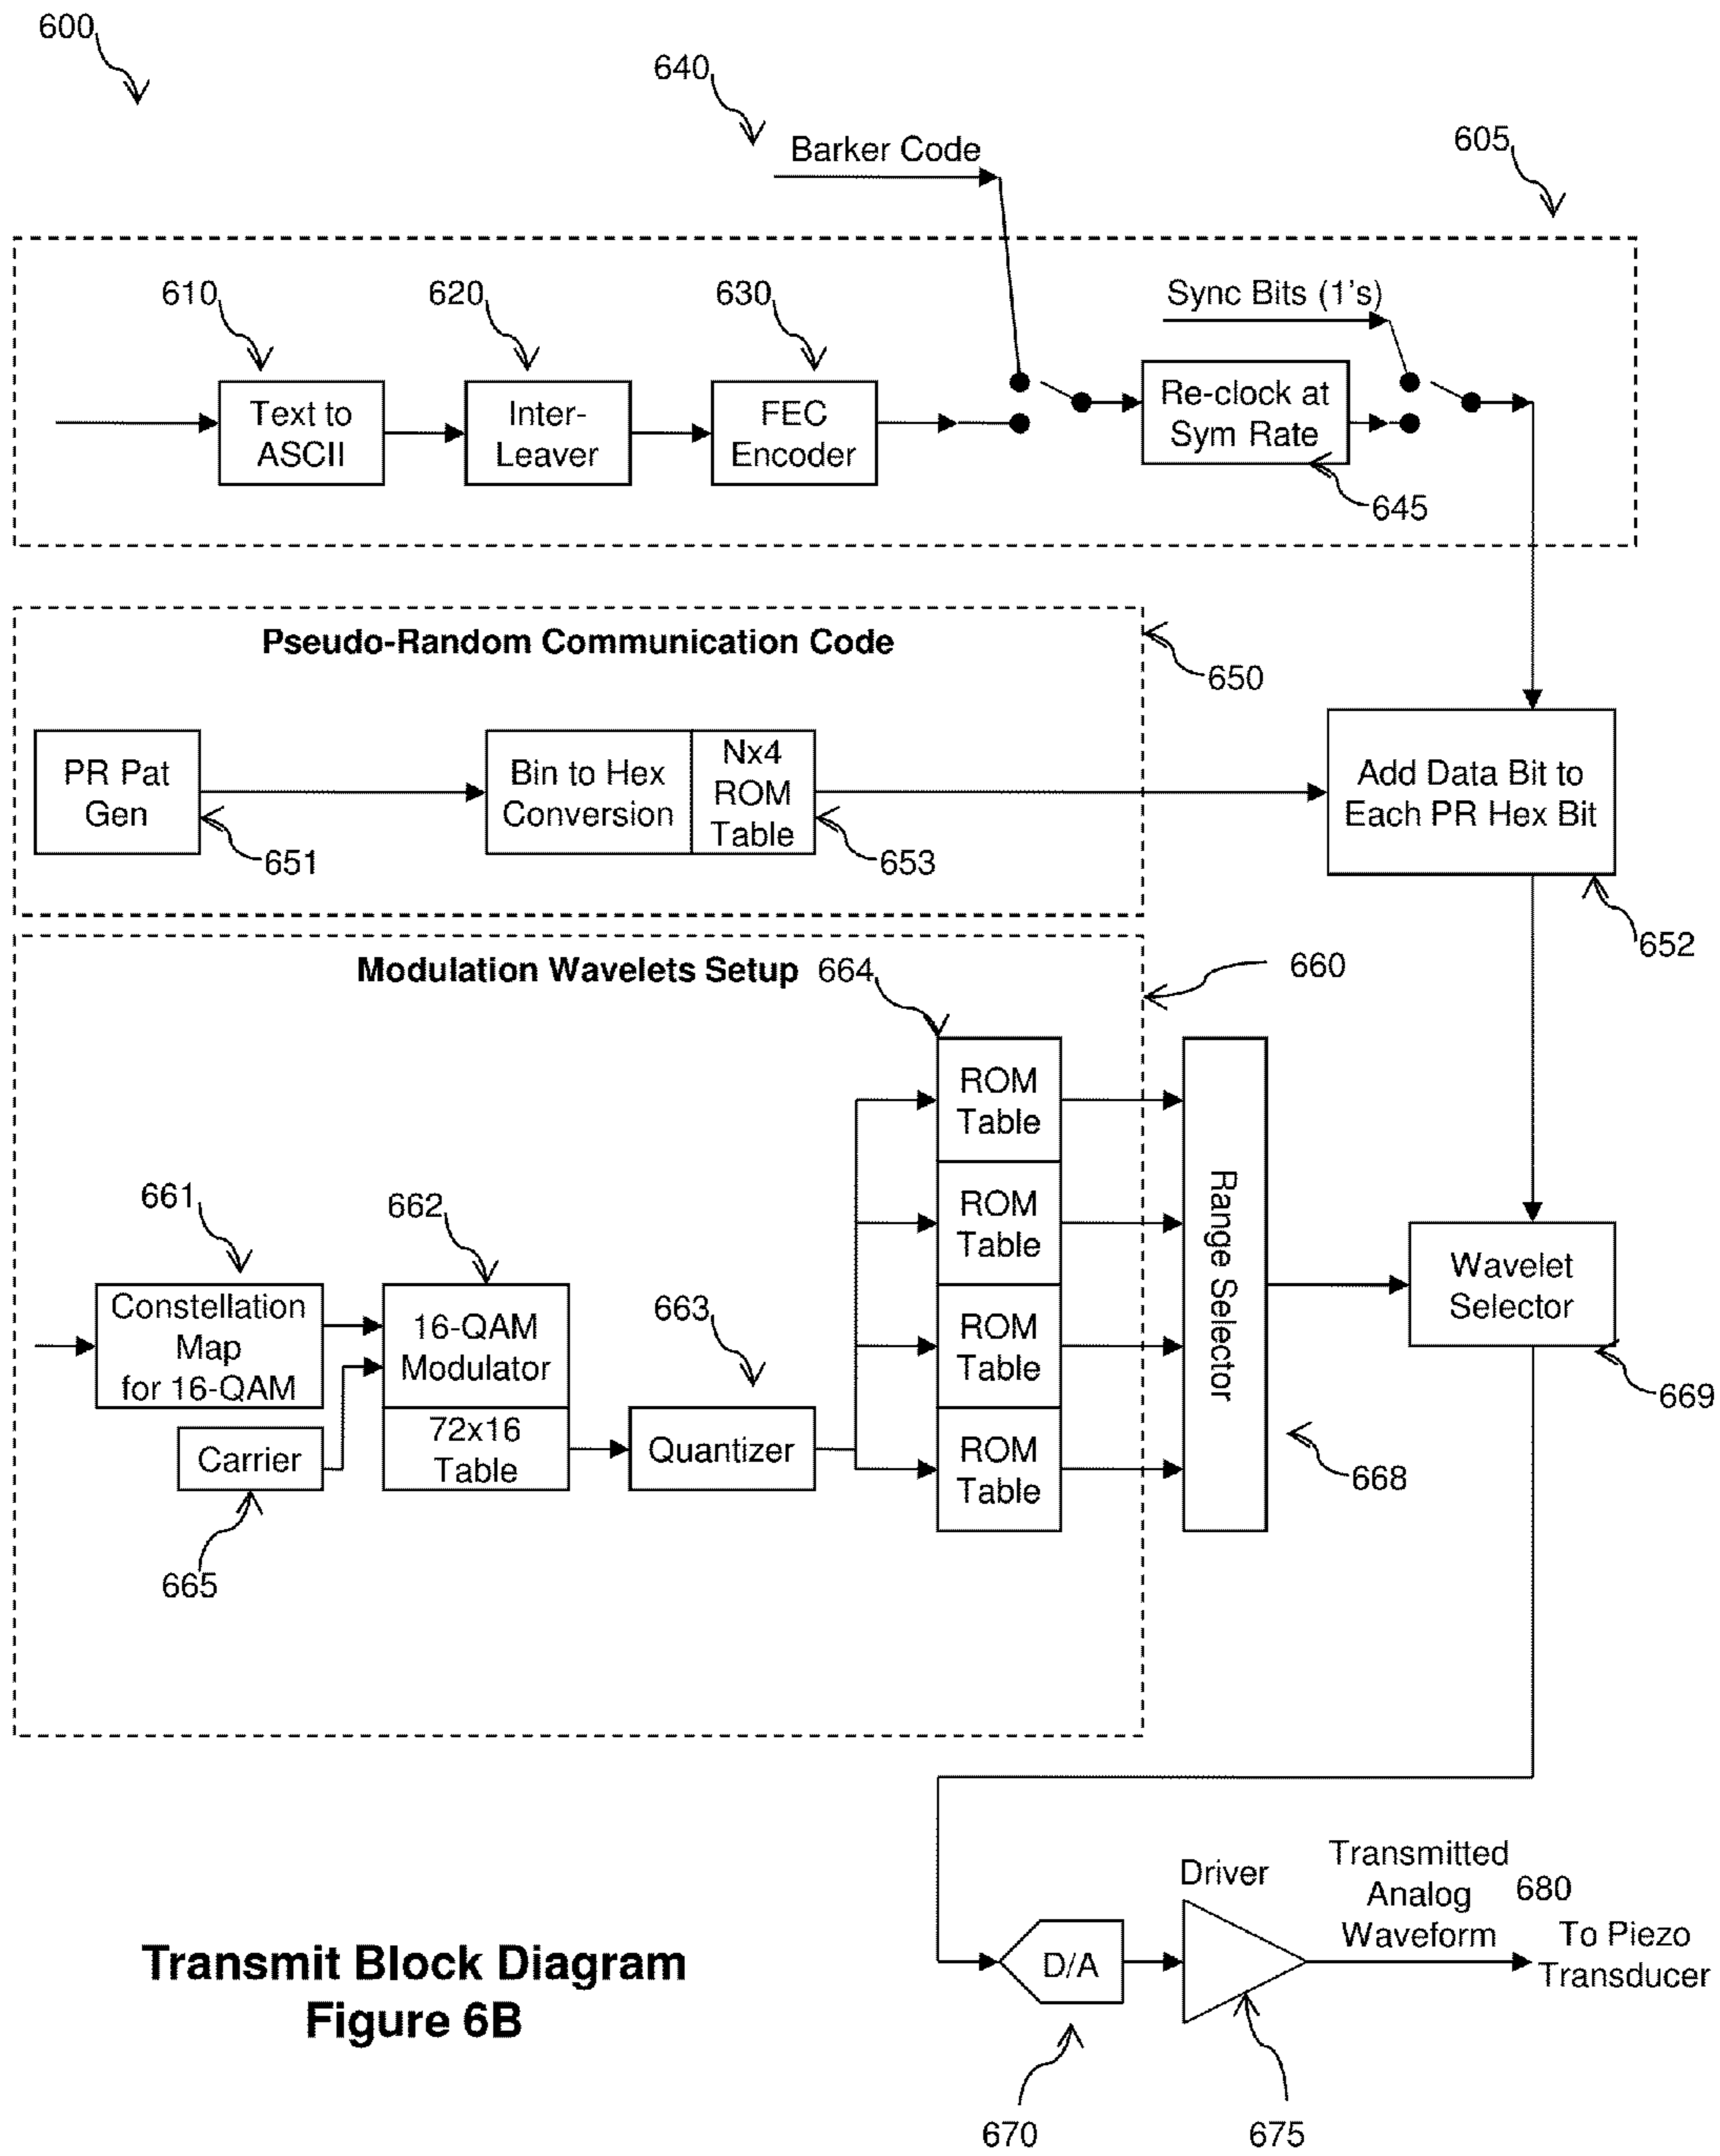 600
640
Barker Code
605
610
620
630
Sync Bits (1's)
Text to
ASCII
Inter-
Leaver
FEC
Encoder
Re-clock at
Sym Rate
645
Pseudo-Random Communication Code
650
PR Pat
Gen
651
Bin to Hex
Conversion
Nx4
ROM
Table
653
Add Data Bit to
Each PR Hex Bit
652
Modulation Wavelets Setup
664
660
ROM
Table
ROM
Table
ROM
Table
ROM
Table
Range Selector
668
661
662
663
Constellation
Map
for 16-QAM
16-QAM
Modulator
72x16
Table
Carrier
665
Quantizer
Wavelet
Selector
669
Driver
Transmitted
Analog
Waveform
680
To Piezo
Transducer
D/A
670
675
Transmit Block Diagram
Figure 6B